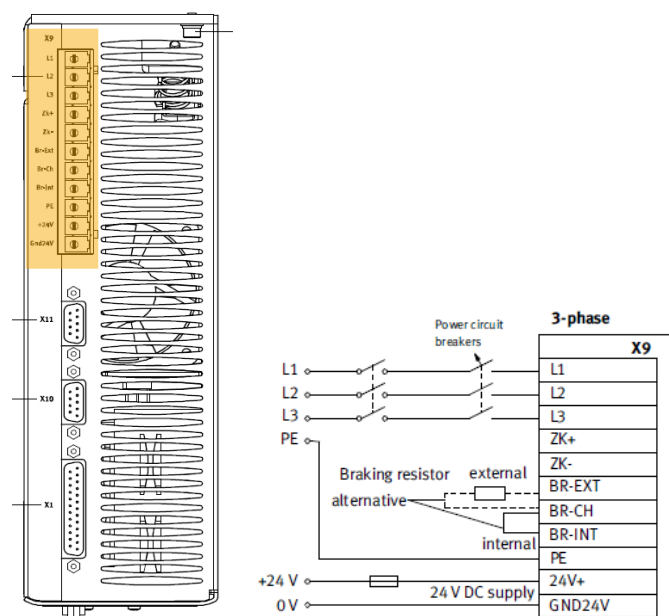 X9
L1
L2
L3
Zk+
Zk-
Br-Ext
Br-Ch
Br-Int
PE
+24V
Gnd24V
X11
X10
X1
3-phase
Power circuit
breakers
X9
L1 L1
L2 L2
L3 L3
PE ZK+
ZK-
Braking resistor external BR-EXT
alternative BR-CH
internal BR-INT
PE
+24 V 24 V DC supply 24V+
0 V GND24V